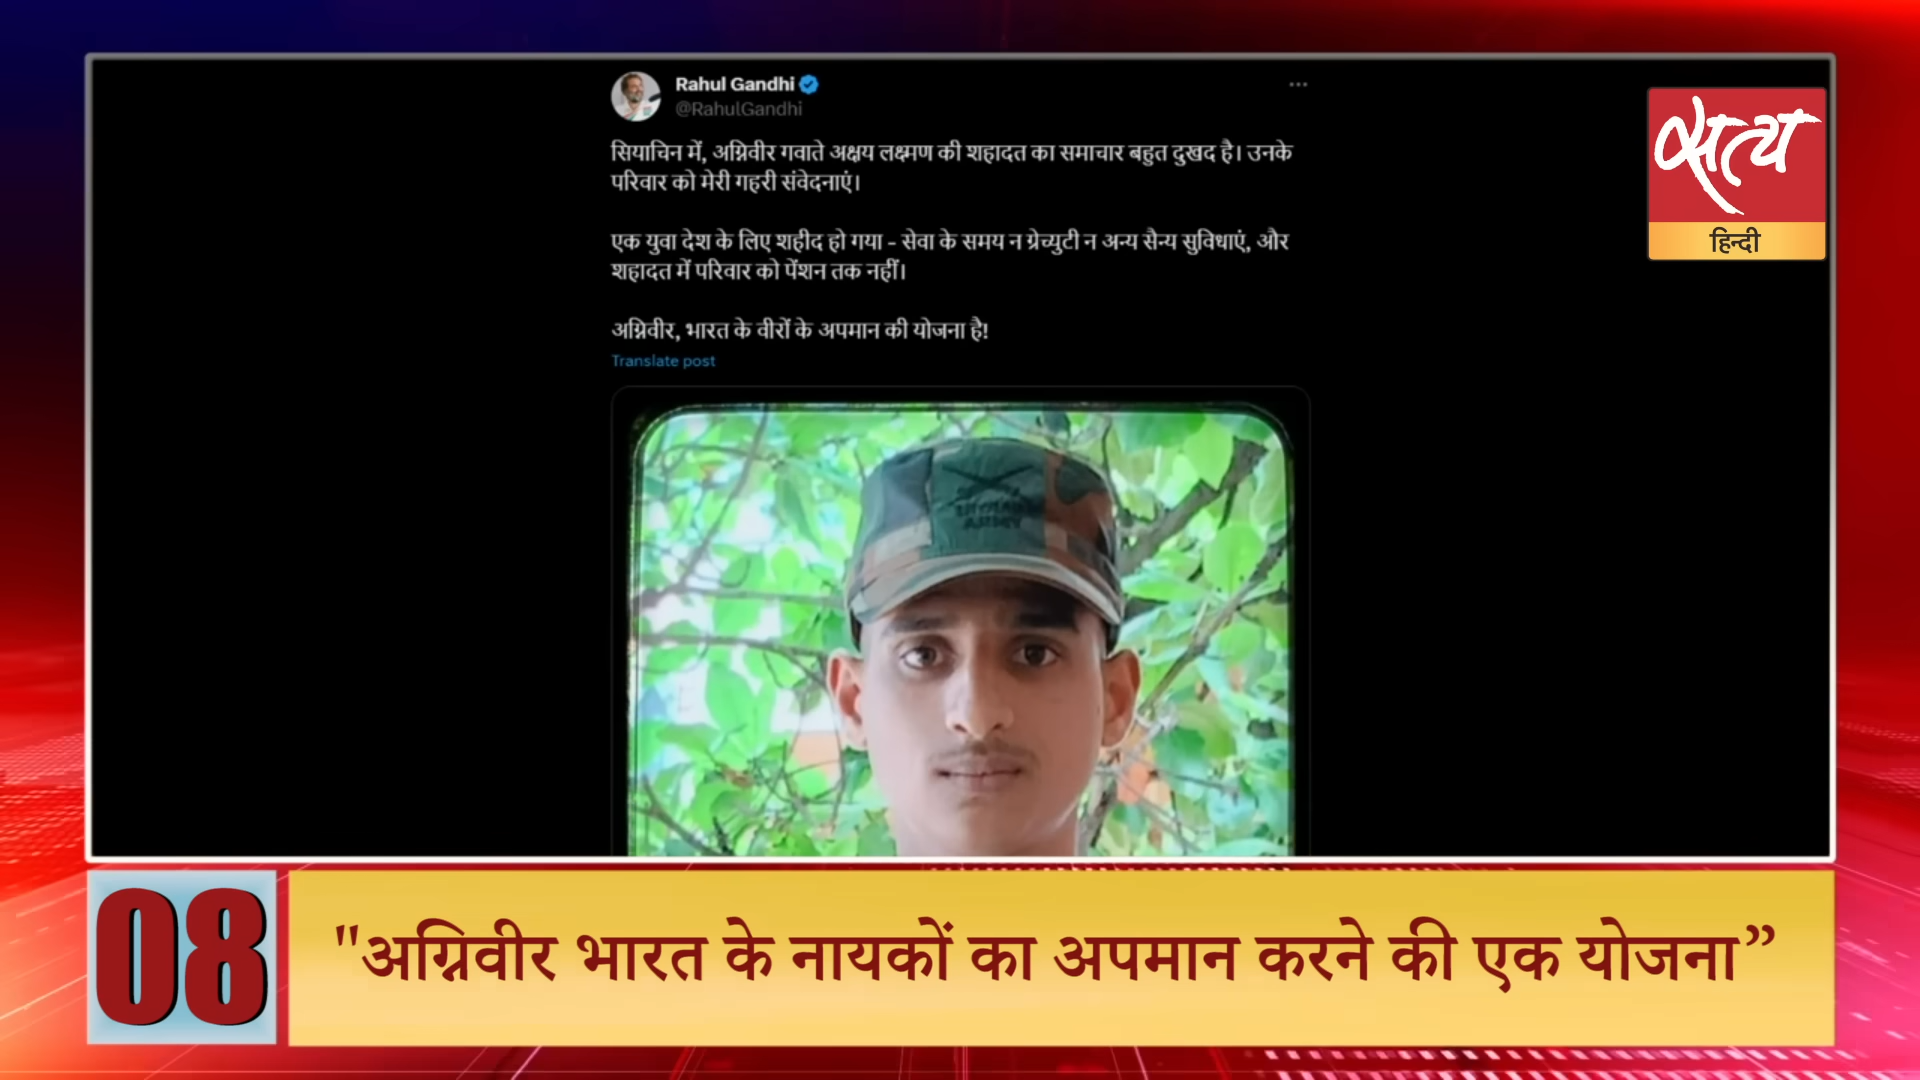 Rahul Gandhi
@RahulGandhi
सियाचिन में, अग्निवीर गवाते अक्षय लक्ष्मण की शहादत का समाचार बहुत दुखद है। उनके
परिवार को मेरी गहरी संवेदनाएं।
एक युवा देश के लिए शहीद हो गया - सेवा के समय न ग्रेच्युटी न अन्य सैन्य सुविधाएं, और
शहादत में परिवार को पेंशन तक नहीं।
अग्निवीर, भारत के वीरों के अपमान की योजना है!
Translate post
सत्य
हिन्दी
08
"अग्निवीर भारत के नायकों का अपमान करने की एक योजना”